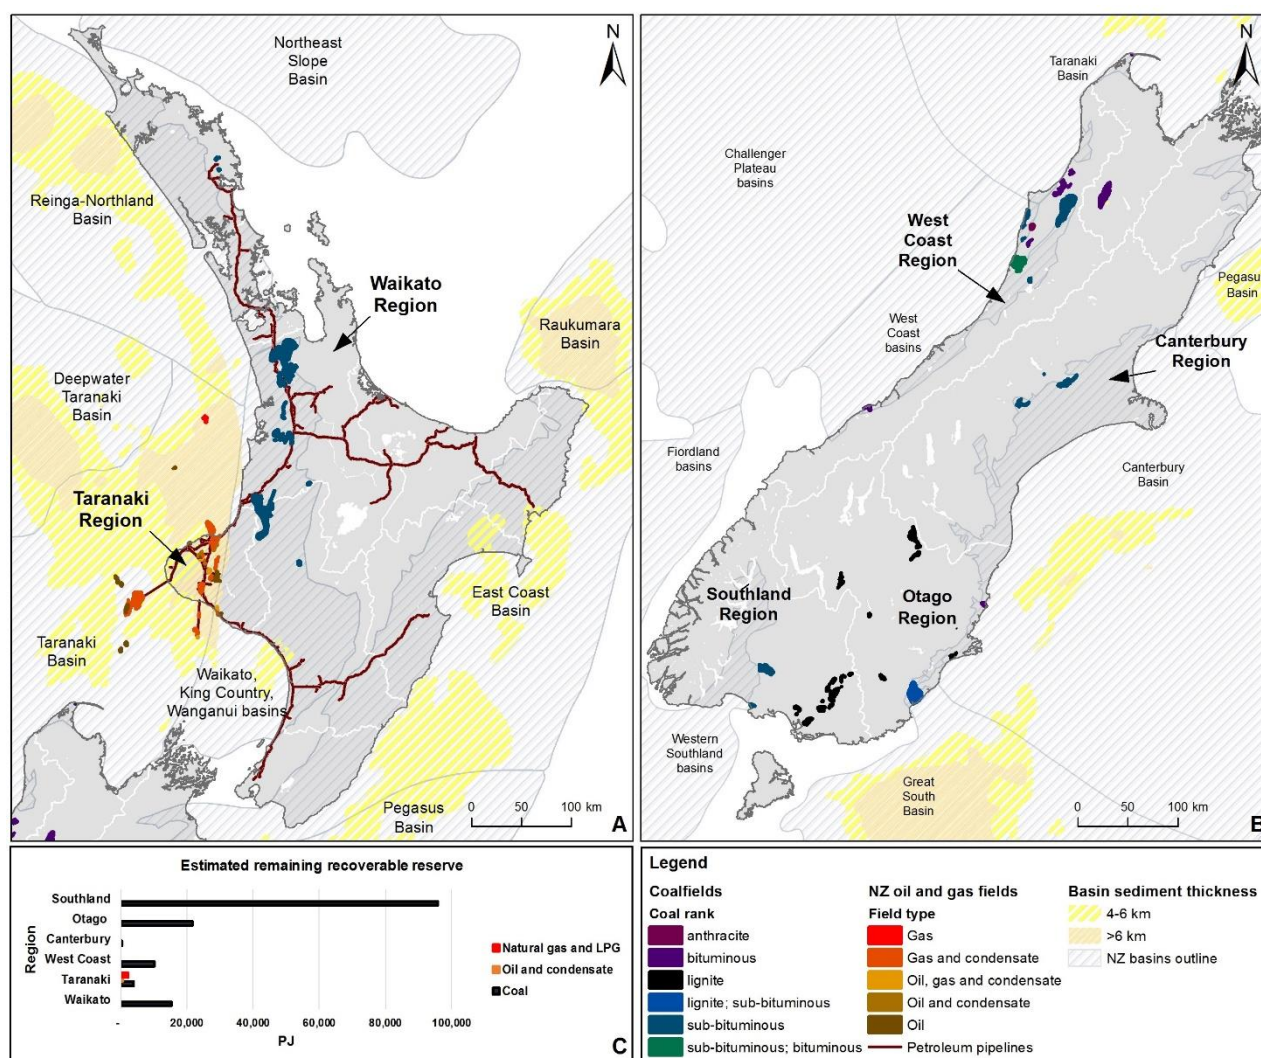 Northeast
Slope
Basin
N
Reinga-Northland
Basin
Waikato
Region
Raukumara
Basin
Deepwater
Taranaki
Basin
Taranaki
Region
East Coast
Basin
Taranaki
Basin
Waikato,
King Country,
Wanganui basins
Pegasus
Basin
0 50 100 km
A
Taranaki
Basin
N
Challenger
Plateau
basins
West
Coast
Region
Pegasus
Basin
West
Coast
basins
Canterbury
Region
Fiordland
basins
Canterbury
Basin
Southland
Region
Otago
Region
Western
Southland
basins
Great
South
Basin
0 50 100 km
B
Estimated remaining recoverable reserve
Region
Southland
Otago
Canterbury
West Coast
Taranaki
Waikato
Natural gas and LPG
Oil and condensate
Coal
- 20,000 40,000 60,000 80,000 100,000
PJ
C
Legend
Coalfields
Coal rank
anthracite
bituminous
lignite
lignite; sub-bituminous
sub-bituminous
sub-bituminous; bituminous
NZ oil and gas fields
Field type
Gas
Gas and condensate
Oil, gas and condensate
Oil and condensate
Oil
Petroleum pipelines
Basin sediment thickness
4-6 km
>6 km
NZ basins outline